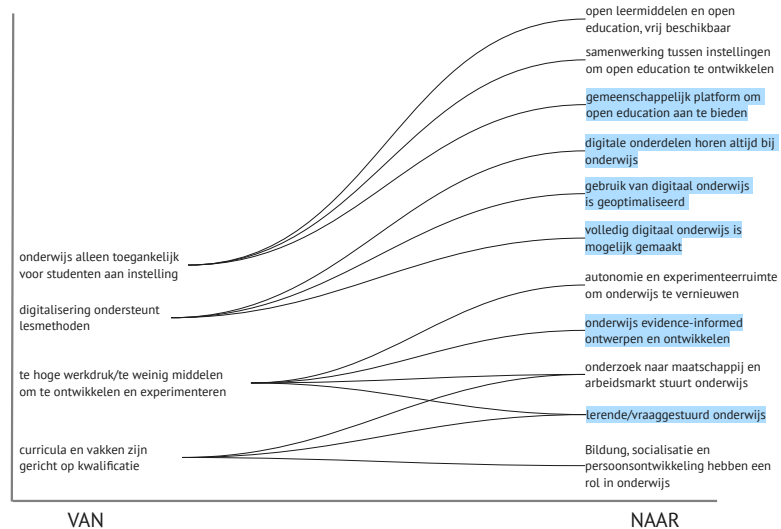 open leermiddelen en open
education, vrij beschikbaar
samenwerking tussen instellingen
om open education te ontwikkelen
gemeenschappelijk platform om
open education aan te bieden
digitale onderdelen horen altijd bij
onderwijs
gebruik van digitaal onderwijs
is geoptimaliseerd
volledig digitaal onderwijs is
mogelijk gemaakt
onderwijs alleen toegankelijk
voor studenten aan instelling
autonomie en experimenteerruimte
om onderwijs te vernieuwen
digitalisering ondersteunt
lesmethoden
onderwijs evidence-informed
ontwerpen en ontwikkelen
te hoge werkdruk/te weinig middelen
om te ontwikkelen en experimenteren
onderzoek naar maatschappij en
arbeidsmarkt stuurt onderwijs
lerende/vraaggestuurd onderwijs
curricula en vakken zijn
gericht op kwalificatie
Bildung, socialisatie en
persoonsontwikkeling hebben een
rol in onderwijs
VAN
NAAR